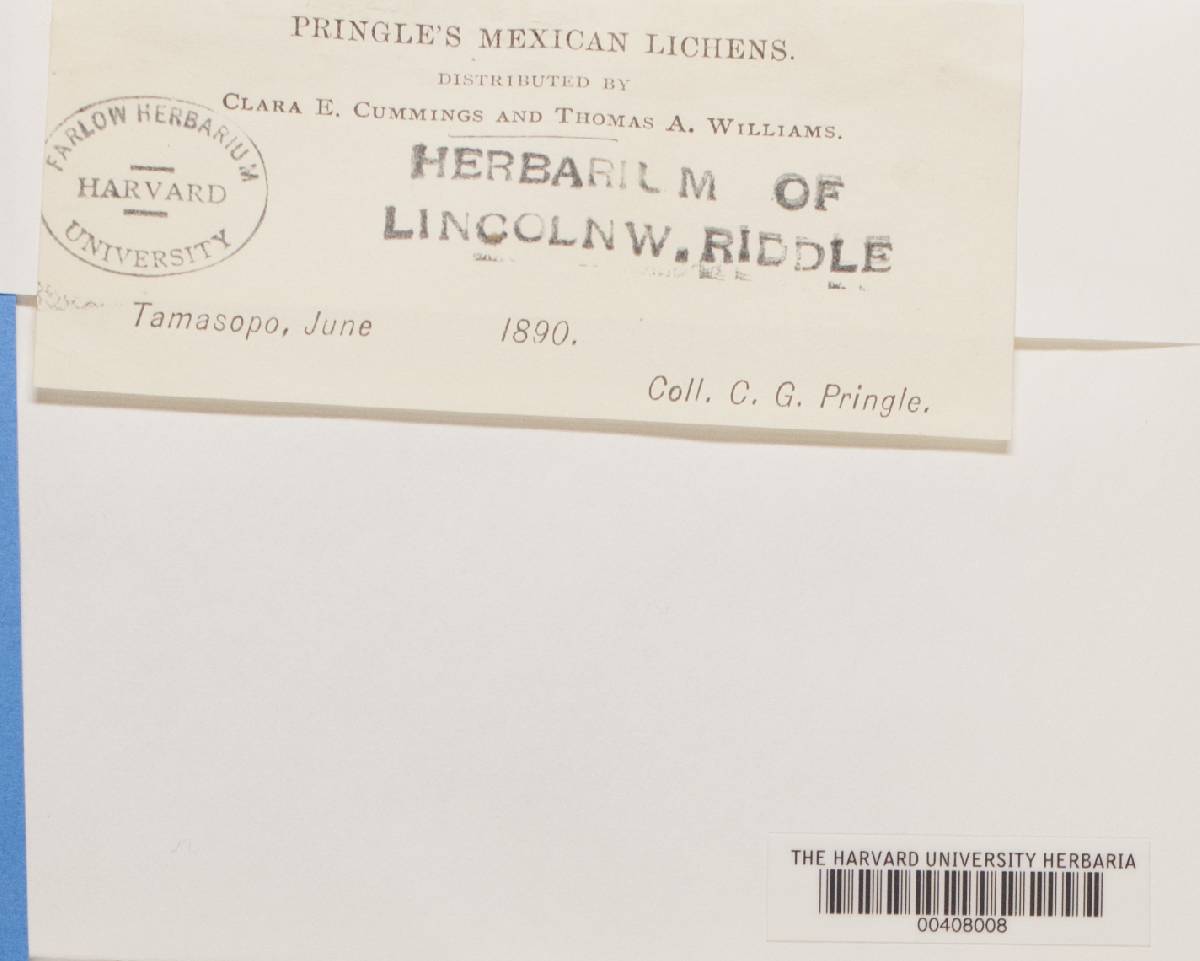 PRINGLE'S MEXICAN LICHENS.
DISTRIBUTED BY
CLARA E. CUMMINGS AND THOMAS A. WILLIAMS.
FARLOW HERBARIUM
HARVARD
UNIVERSITY
HERBARIUM OF
LINCOLN W. RIDDLE
Tamasopo, June 1890.
Coll. C. G. Pringle.
THE HARVARD UNIVERSITY HERBARIA
00408008